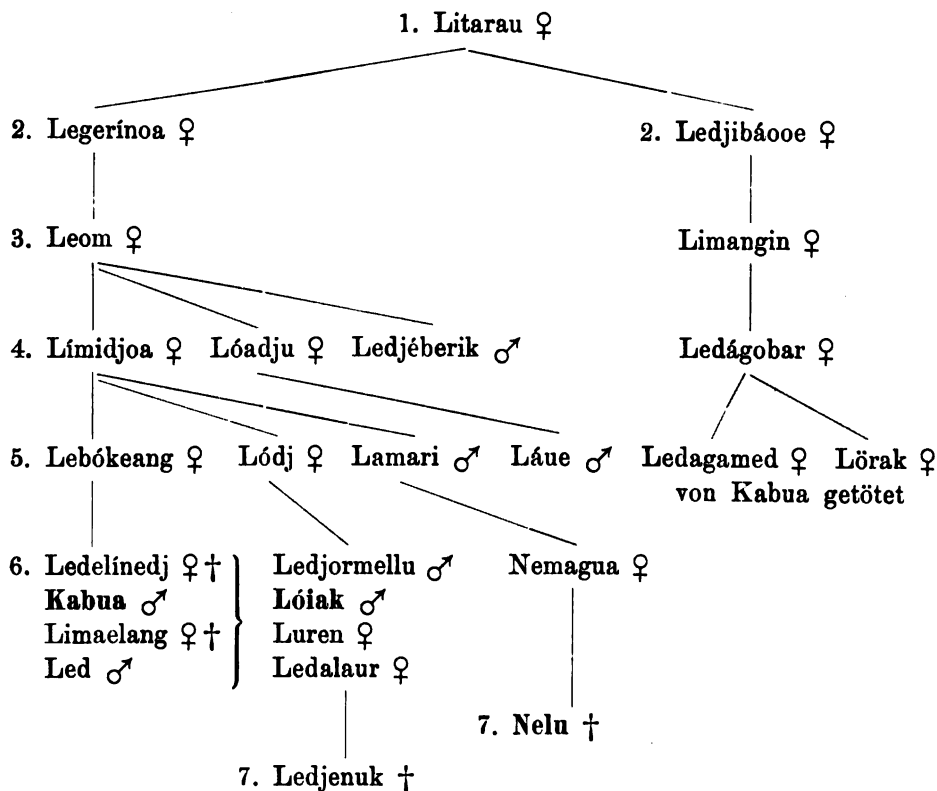 1. Litarau ♀
2. Legerínoa ♀ 2. Ledjibáooe ♀
3. Leom ♀ Limangin ♀
4. Límidjoa ♀ Lóadju ♀ Ledjéberik ♂ Ledágobar ♀
5. Lebókeang ♀ Lódj ♀ Lamari ♂ Láue ♂ Ledagamed ♀ Lörak ♀
von Kabua getötet
6. Ledelínedj ♀† Ledjormellu ♂ Nemagua ♀
Kabua ♂ Lóiak ♂
Limaelang ♀† Luren ♀
Led ♂ Ledalaur ♀
7. Nelu †
7. Ledjenuk †